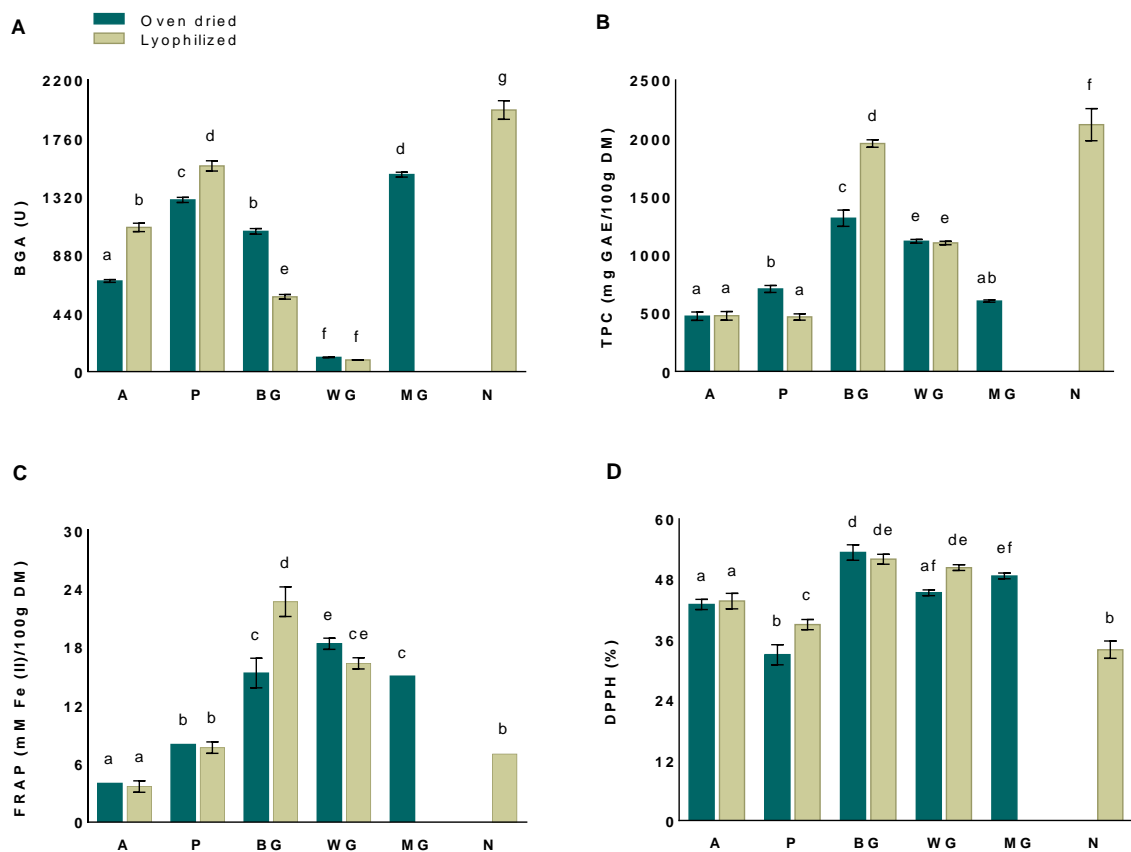 A
Oven dried
Lyophilized
BGA (U)
2200
1760
1320
880
440
0
a
b
c
d
b
e
f
f
d
g
A
P
BG
WG
MG
N
B
TPC (mg GAE/100g DM)
2500
2000
1500
1000
500
0
a
a
b
a
c
d
e
e
ab
f
A
P
BG
WG
MG
N
C
FRAP (mM Fe (II)/100g DM)
30
24
18
12
6
0
a
a
b
b
c
d
e
ce
c
b
A
P
BG
WG
MG
N
D
DPPH (%)
60
48
36
24
12
0
a
a
b
c
d
de
af
de
ef
b
A
P
BG
WG
MG
N